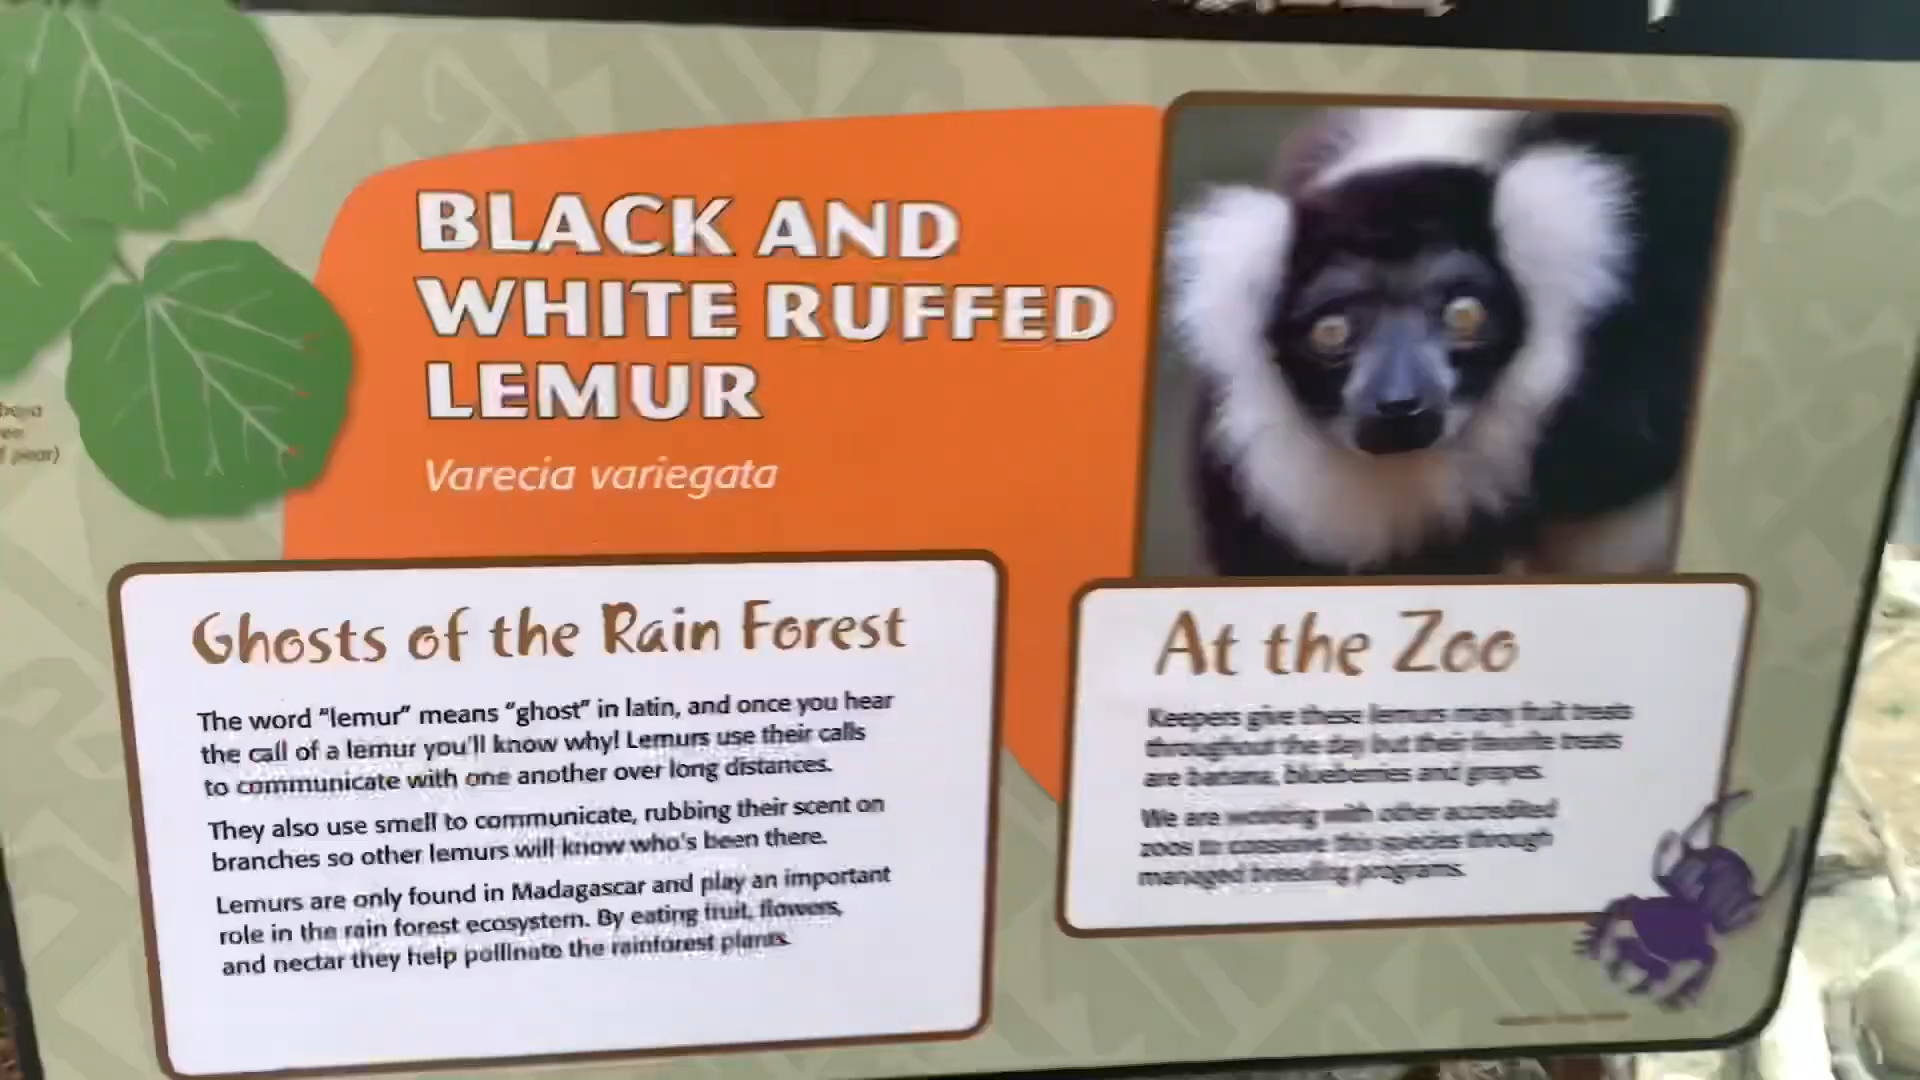 BLACK AND
WHITE RUFFED
LEMUR
Varecia variegata
Ghosts of the Rain Forest
The word "lemur" means "ghost" in latin, and once you hear
the call of a lemur you'll know why! Lemurs use their calls
to communicate with one another over long distances.
They also use smell to communicate, rubbing their scent on
branches so other lemurs will know who's been there.
Lemurs are only found in Madagascar and play an important
role in the rain forest ecosystem. By eating fruit, flowers,
and nectar they help pollinate the rainforest plants.
At the Zoo
Keepers give these lemurs many fruit treats
throughout the day but their favorite treats
are banana, blueberries and grapes.
We are working with other accredited
zoos to conserve this species through
managed breeding programs.
pear)